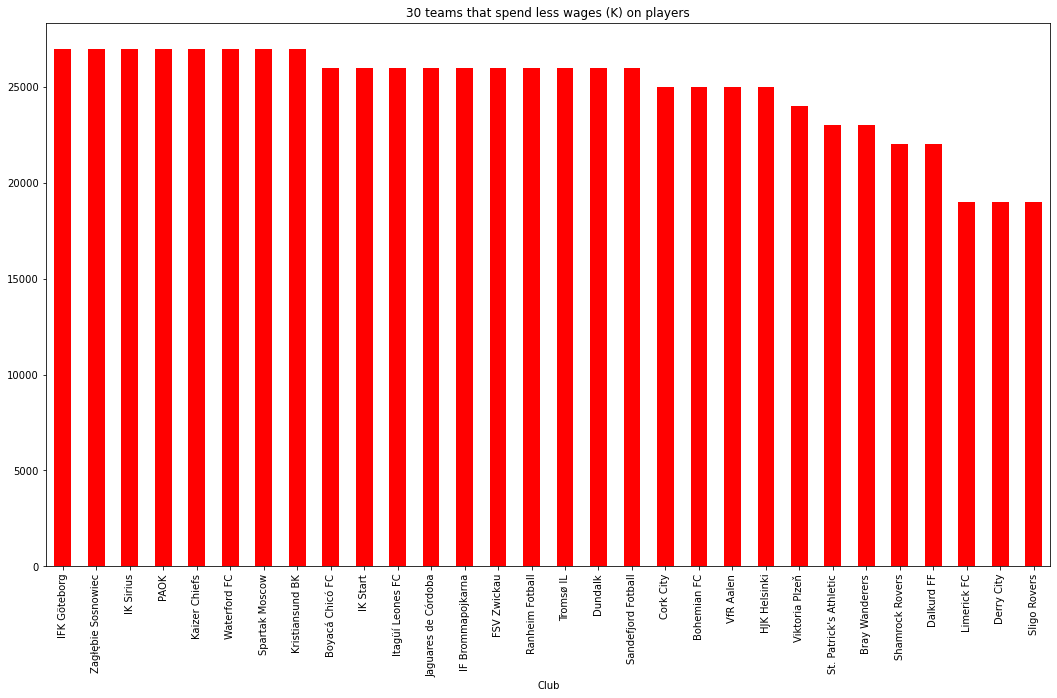 30 teams that spend less wages (K) on players
25000
20000
15000
10000
5000
0
IFK Göteborg
Zagłębie Sosnowiec
IK Sirius
PAOK
Kaizer Chiefs
Waterford FC
Spartak Moscow
Kristiansund BK
Boyacá Chicó FC
IK Start
Itagüí Leones FC
Jaguares de Córdoba
IF Brommapojkarna
FSV Zwickau
Ranheim Fotball
Tromsø IL
Dundalk
Sandefjord Fotball
Cork City
Bohemian FC
VfR Aalen
HJK Helsinki
Viktoria Plzeň
St. Patrick's Athletic
Bray Wanderers
Shamrock Rovers
Dalkurd FF
Limerick FC
Derry City
Sligo Rovers
Club